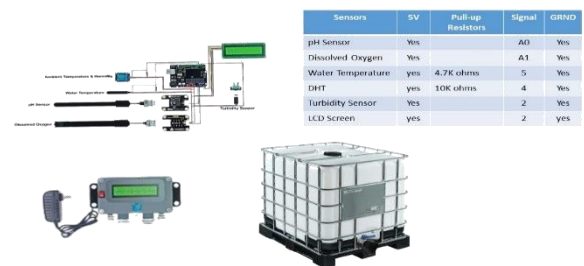 Sensors 5V Pull-up Resistors Signal GRND
pH Sensor Yes A0 Yes
Dissolved Oxygen Yes A1 Yes
Water Temperature yes 4.7K ohms 5 Yes
DHT yes 10K ohms 4 Yes
Turbidity Sensor Yes 2 Yes
LCD Screen Yes 2 yes
Ambient Temperature & Humidity
Water Temperature
pH Sensor
Dissolved Oxygen
Turbidity Sensor